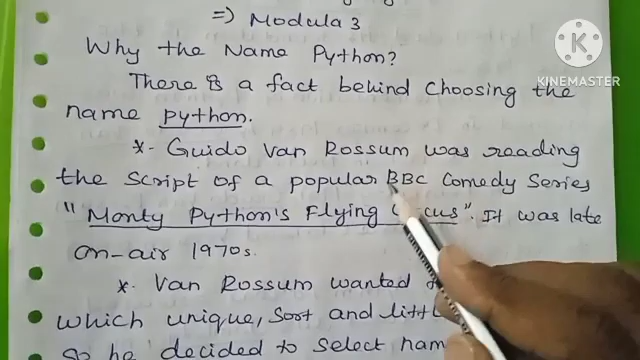 => Modula 3
Why the Name Python?
There is a fact behind choosing the
name python.
*. Guido Van Rossum was reading
the script of a popular BBC Comedy Series
"Monty Python's Flying Circus". It was late
on-air 1970s.
*. Van Rossum wanted
which unique, Soot and
So he decided to select
KINEMASTER